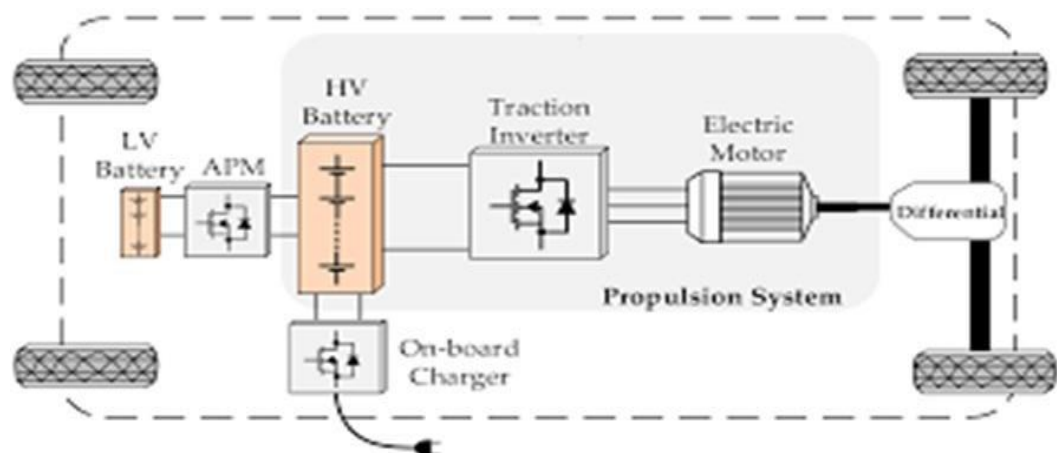 HV
Battery
Traction
Inverter
Electric
Motor
LV
Battery
APM
Differential
Propulsion System
On-board
Charger